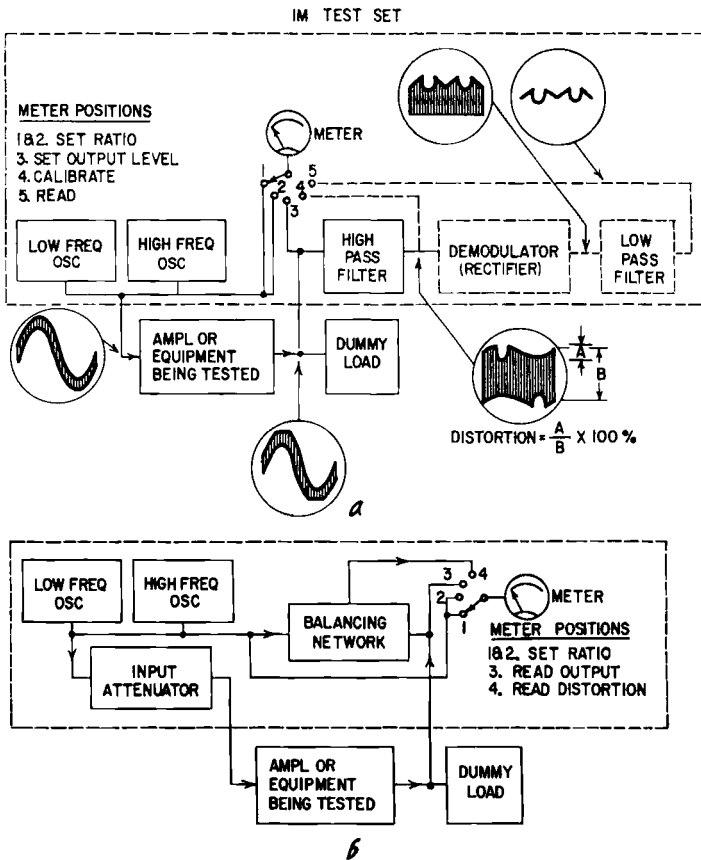 IM TEST SET
METER POSITIONS
1&2. SET RATIO
3. SET OUTPUT LEVEL
4. CALIBRATE
5. READ
METER
1
2
3
4
5
LOW FREQ
OSC
HIGH FREQ
OSC
HIGH
PASS
FILTER
DEMODULATOR
(RECTIFIER)
LOW
PASS
FILTER
AMPL OR
EQUIPMENT
BEING TESTED
DUMMY
LOAD
A
B
DISTORTION = A/B X 100 %
a
LOW FREQ
OSC
HIGH FREQ
OSC
BALANCING
NETWORK
3
4
2
1
METER
METER POSITIONS
1&2. SET RATIO
3. READ OUTPUT
4. READ DISTORTION
INPUT
ATTENUATOR
AMPL OR
EQUIPMENT
BEING TESTED
DUMMY
LOAD
b